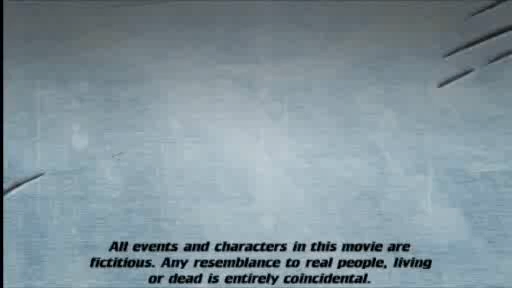 All events and characters in this movie are
fictitious. Any resemblance to real people, living
or dead is entirely coincidental.